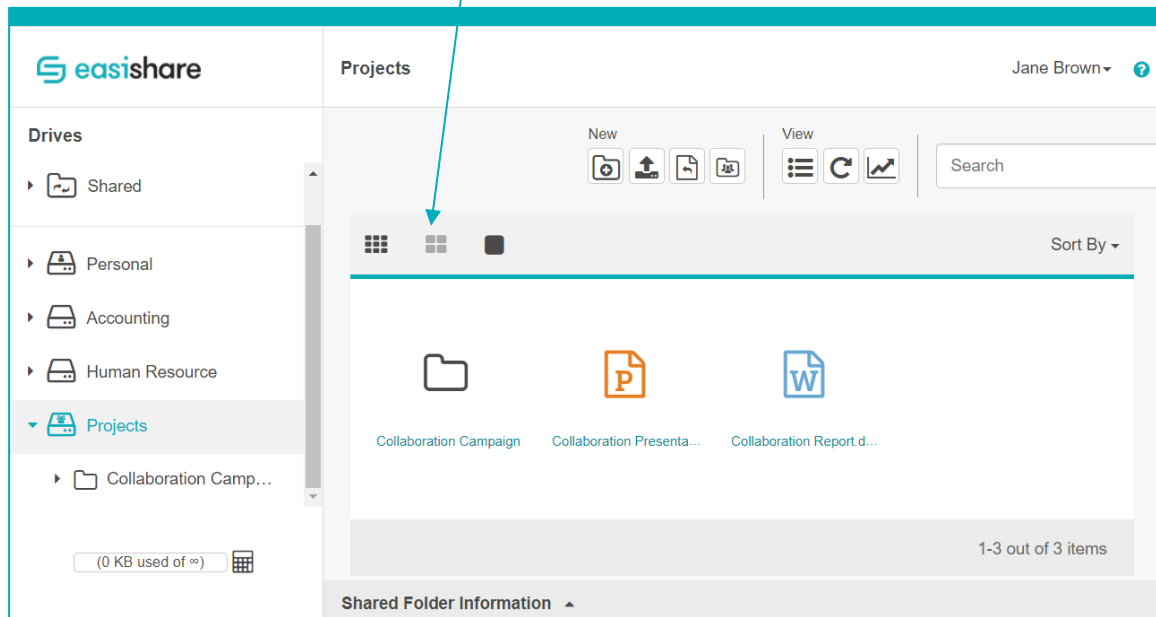 easishare
Projects
Jane Brown
Drives
New
View
Shared
Search
Personal
Sort By
Accounting
Human Resource
Projects
P
W
Collaboration Campaign
Collaboration Presenta...
Collaboration Report.d...
Collaboration Camp...
(0 KB used of ∞)
1-3 out of 3 items
Shared Folder Information